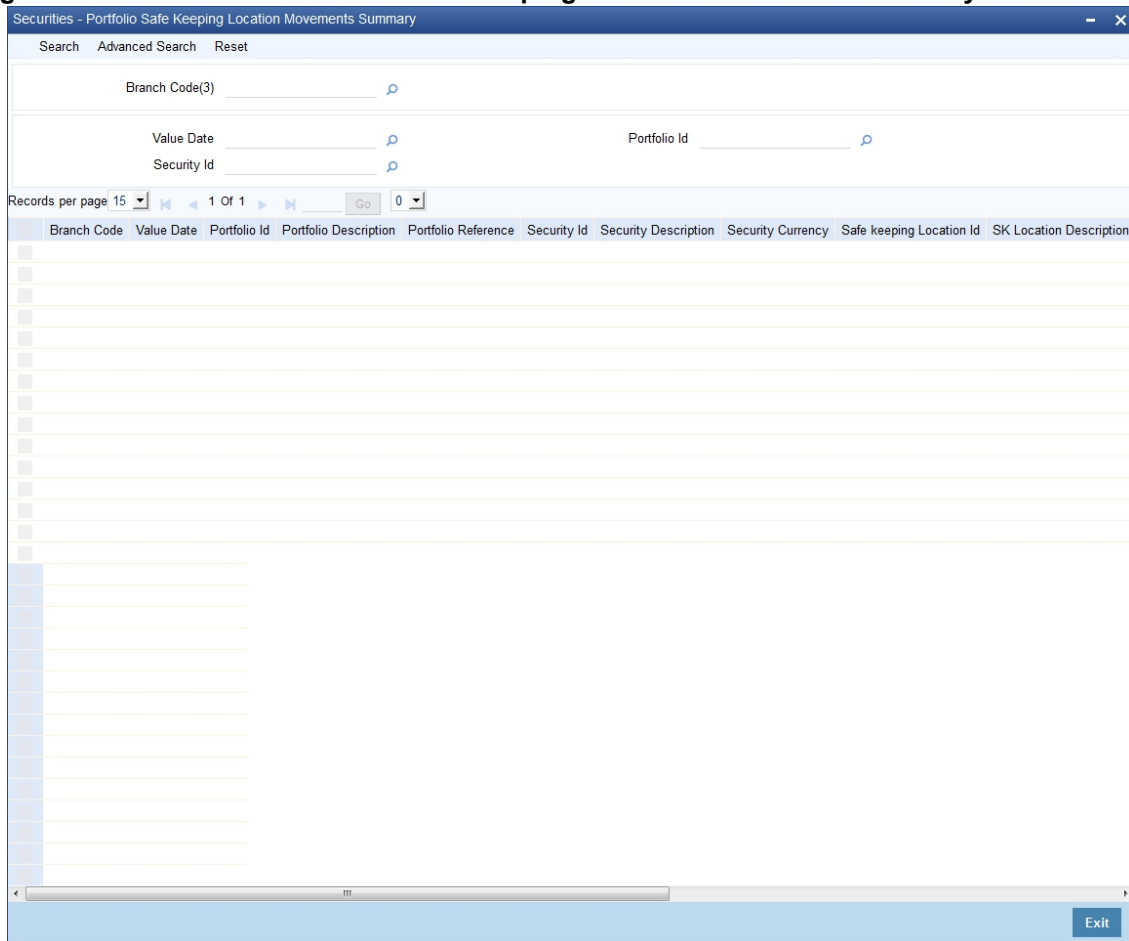 Securities - Portfolio Safe Keeping Location Movements Summary
Search Advanced Search Reset
Branch Code(3)
Value Date Portfolio Id
Security Id
Records per page 15 1 Of 1 Go 0
Branch Code Value Date Portfolio Id Portfolio Description Portfolio Reference Security Id Security Description Security Currency Safe keeping Location Id SK Location Description
Exit